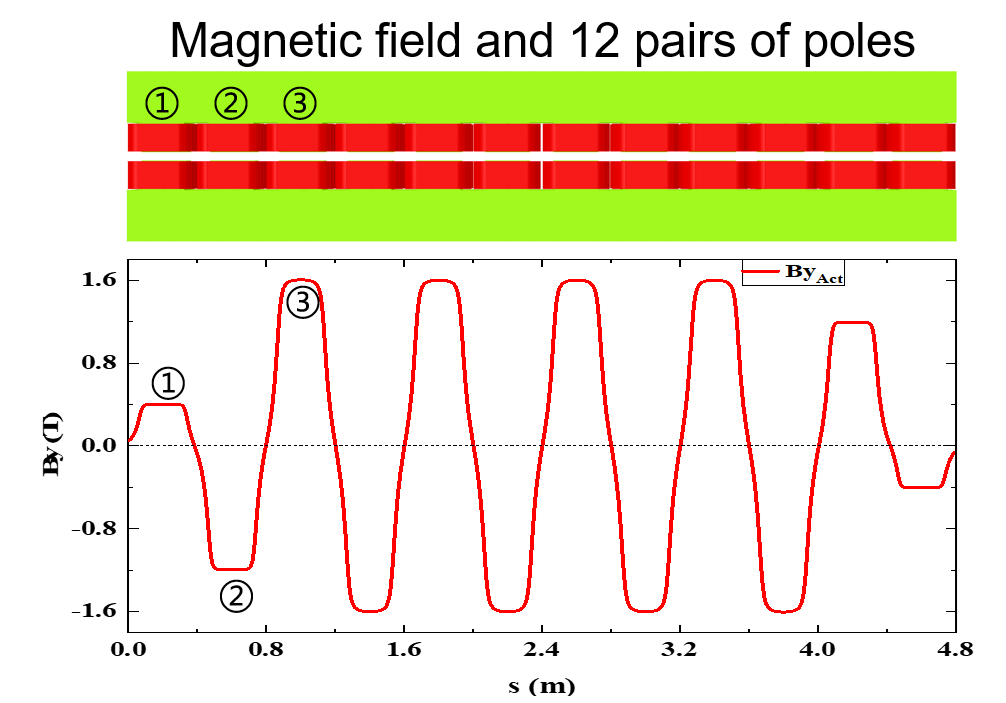 Magnetic field and 12 pairs of poles
① ② ③
1.6
0.8
0.0
-0.8
-1.6
By (T)
ByAct
①
②
③
0.0 0.8 1.6 2.4 3.2 4.0 4.8
s (m)